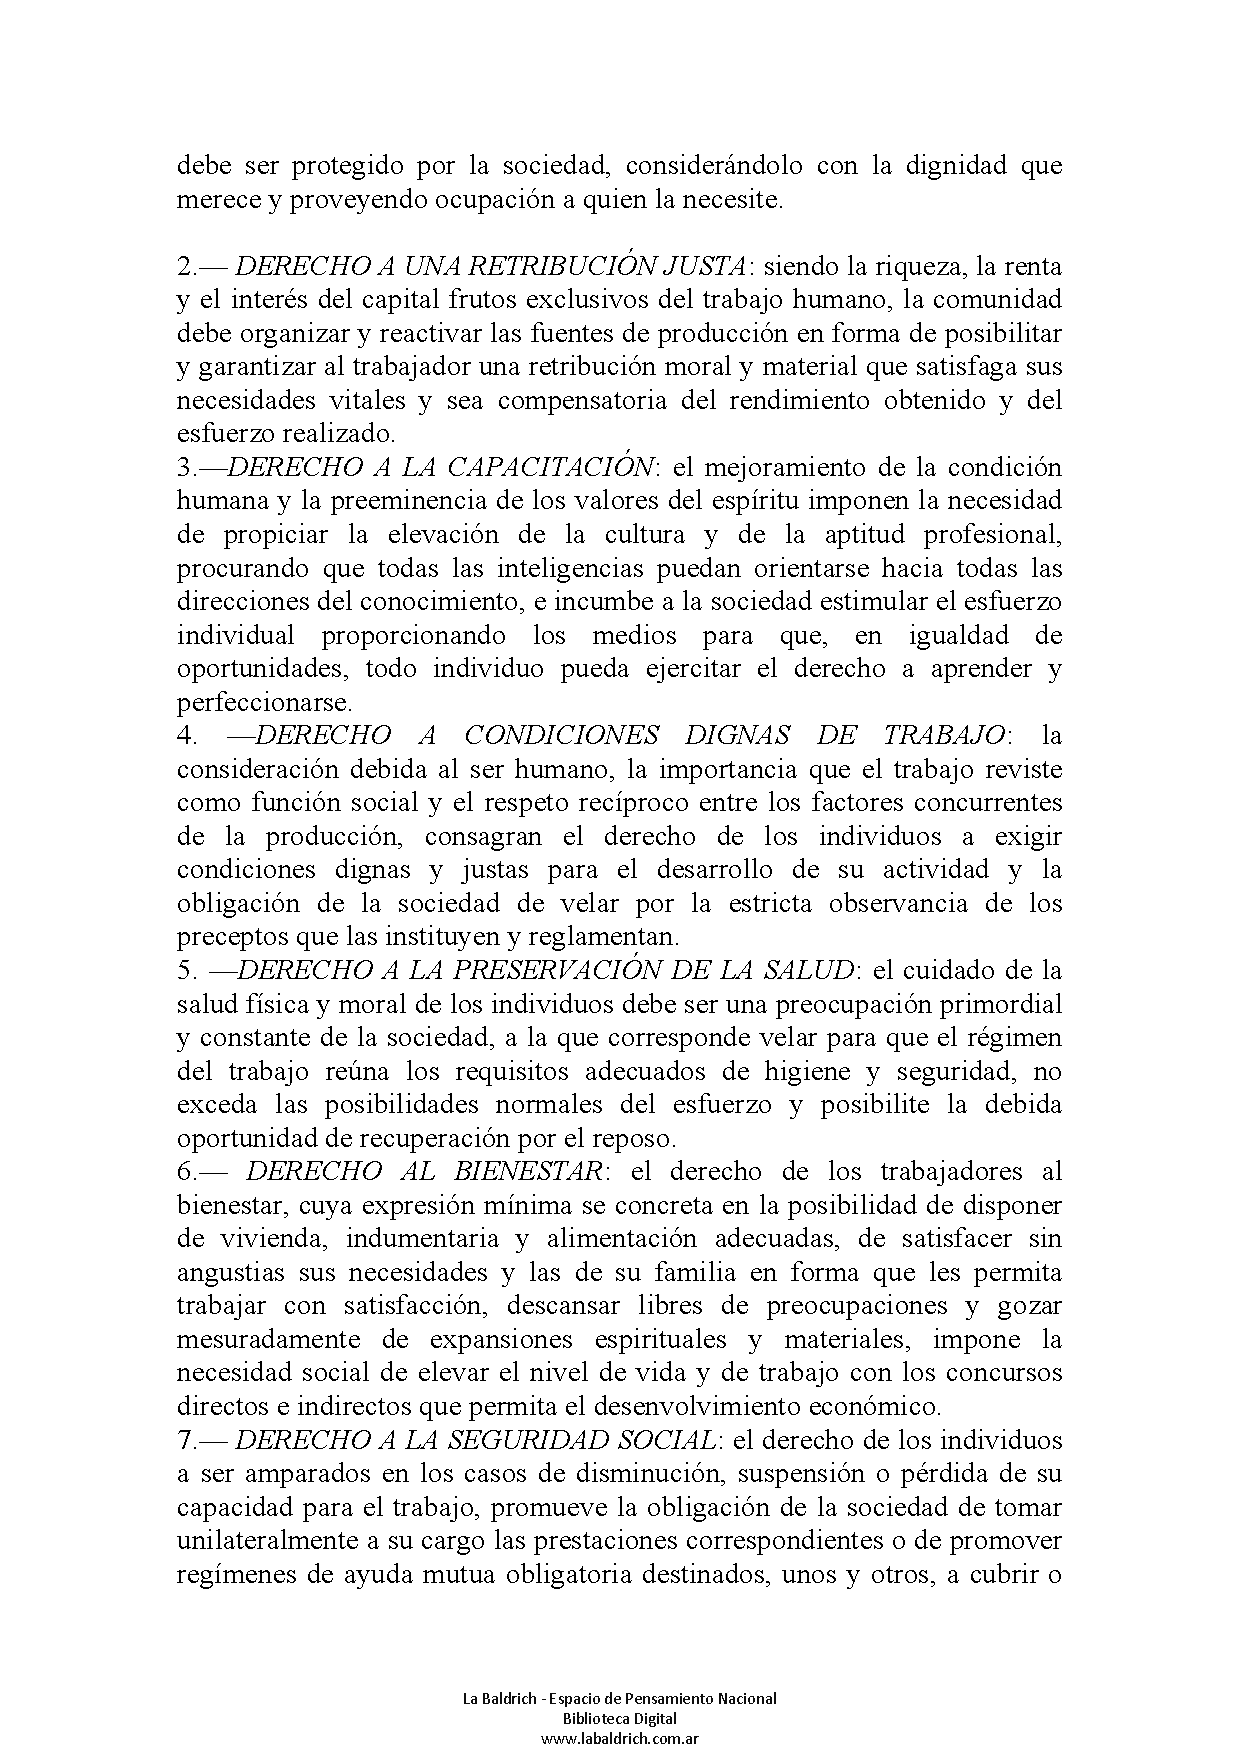 debe ser protegido por la sociedad, considerándolo con la dignidad que
merece y proveyendo ocupación a quien la necesite.
2.— DERECHO A UNA RETRIBUCIÓN JUSTA: siendo la riqueza, la renta
y el interés del capital frutos exclusivos del trabajo humano, la comunidad
debe organizar y reactivar las fuentes de producción en forma de posibilitar
y garantizar al trabajador una retribución moral y material que satisfaga sus
necesidades vitales y sea compensatoria del rendimiento obtenido y del
esfuerzo realizado.
3.—DERECHO A LA CAPACITACIÓN: el mejoramiento de la condición
humana y la preeminencia de los valores del espíritu imponen la necesidad
de propiciar la elevación de la cultura y de la aptitud profesional,
procurando que todas las inteligencias puedan orientarse hacia todas las
direcciones del conocimiento, e incumbe a la sociedad estimular el esfuerzo
individual proporcionando los medios para que, en igualdad de
oportunidades, todo individuo pueda ejercitar el derecho a aprender y
perfeccionarse.
4. —DERECHO A CONDICIONES DIGNAS DE TRABAJO: la
consideración debida al ser humano, la importancia que el trabajo reviste
como función social y el respeto recíproco entre los factores concurrentes
de la producción, consagran el derecho de los individuos a exigir
condiciones dignas y justas para el desarrollo de su actividad y la
obligación de la sociedad de velar por la estricta observancia de los
preceptos que las instituyen y reglamentan.
5. —DERECHO A LA PRESERVACIÓN DE LA SALUD: el cuidado de la
salud física y moral de los individuos debe ser una preocupación primordial
y constante de la sociedad, a la que corresponde velar para que el régimen
del trabajo reúna los requisitos adecuados de higiene y seguridad, no
exceda las posibilidades normales del esfuerzo y posibilite la debida
oportunidad de recuperación por el reposo.
6.— DERECHO AL BIENESTAR: el derecho de los trabajadores al
bienestar, cuya expresión mínima se concreta en la posibilidad de disponer
de vivienda, indumentaria y alimentación adecuadas, de satisfacer sin
angustias sus necesidades y las de su familia en forma que les permita
trabajar con satisfacción, descansar libres de preocupaciones y gozar
mesuradamente de expansiones espirituales y materiales, impone la
necesidad social de elevar el nivel de vida y de trabajo con los concursos
directos e indirectos que permita el desenvolvimiento económico.
7.— DERECHO A LA SEGURIDAD SOCIAL: el derecho de los individuos
a ser amparados en los casos de disminución, suspensión o pérdida de su
capacidad para el trabajo, promueve la obligación de la sociedad de tomar
unilateralmente a su cargo las prestaciones correspondientes o de promover
regímenes de ayuda mutua obligatoria destinados, unos y otros, a cubrir o
La Baldrich - Espacio de Pensamiento Nacional
Biblioteca Digital
www.labaldrich.com.ar